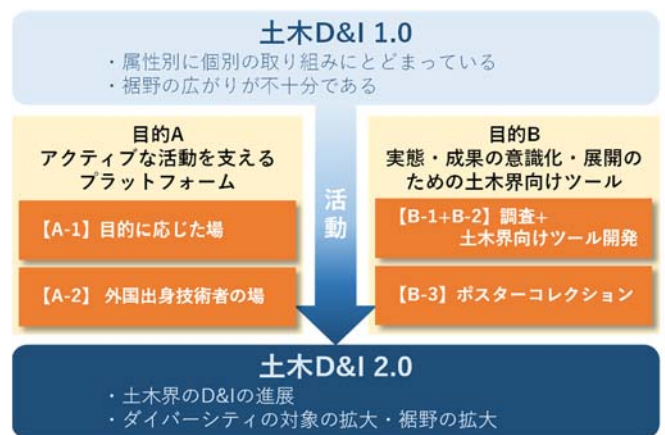 土木D&I 1.0
・属性別に個別の取り組みにとどまっている
・裾野の広がりが不十分である
目的A
アクティブな活動を支える
プラットフォーム
【A-1】目的に応じた場
【A-2】 外国出身技術者の場
活動
目的B
実態・成果の意識化・展開の
ための土木界向けツール
【B-1+B-2】調査+
土木界向けツール開発
【B-3】ポスターコレクション
土木D&I 2.0
・土木界のD&Iの進展
・ダイバーシティの対象の拡大・裾野の拡大